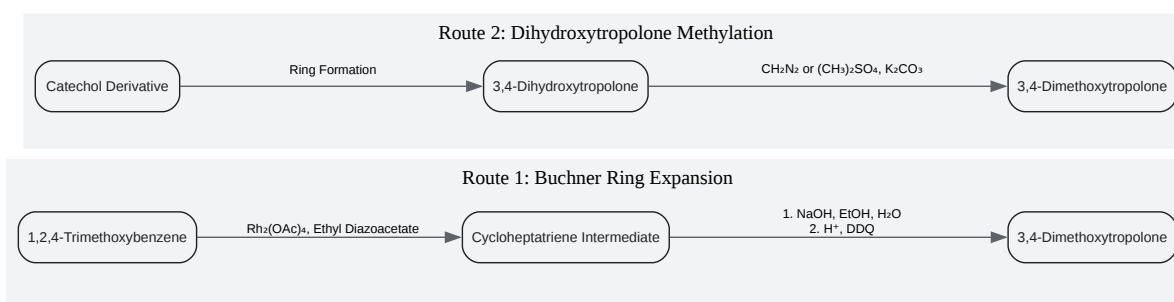 Route 2: Dihydroxytropolone Methylation
Catechol Derivative
Ring Formation
3,4-Dihydroxytropolone
CH₂N₂ or (CH₃)₂SO₄, K₂CO₃
3,4-Dimethoxytropolone
Route 1: Buchner Ring Expansion
1,2,4-Trimethoxybenzene
Rh₂(OAc)₄, Ethyl Diazoacetate
Cycloheptatriene Intermediate
1. NaOH, EtOH, H₂O
2. H⁺, DDQ
3,4-Dimethoxytropolone